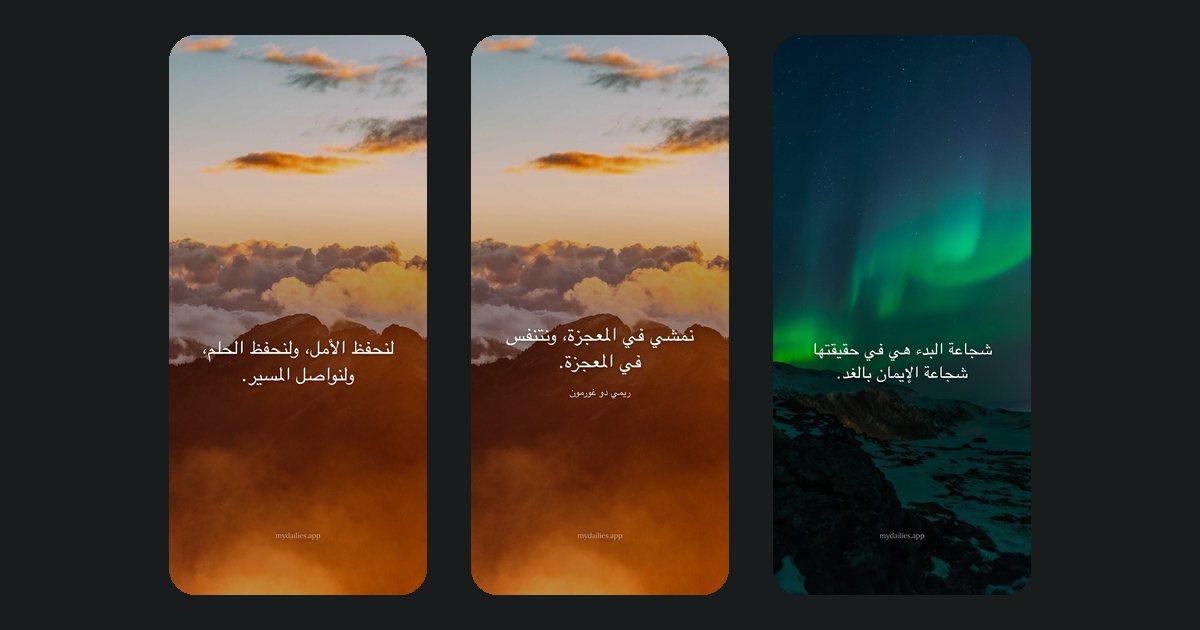 لنحفظ الأمل، ولنحفظ الحلم،
ولنواصل المسير.
mydailies.app
نمشي في المعجزة، ونتنفس
في المعجزة.
ريمي دو غورمون
mydailies.app
شجاعة البدء هي في حقيقتها
شجاعة الإيمان بالغد.
mydailies.app